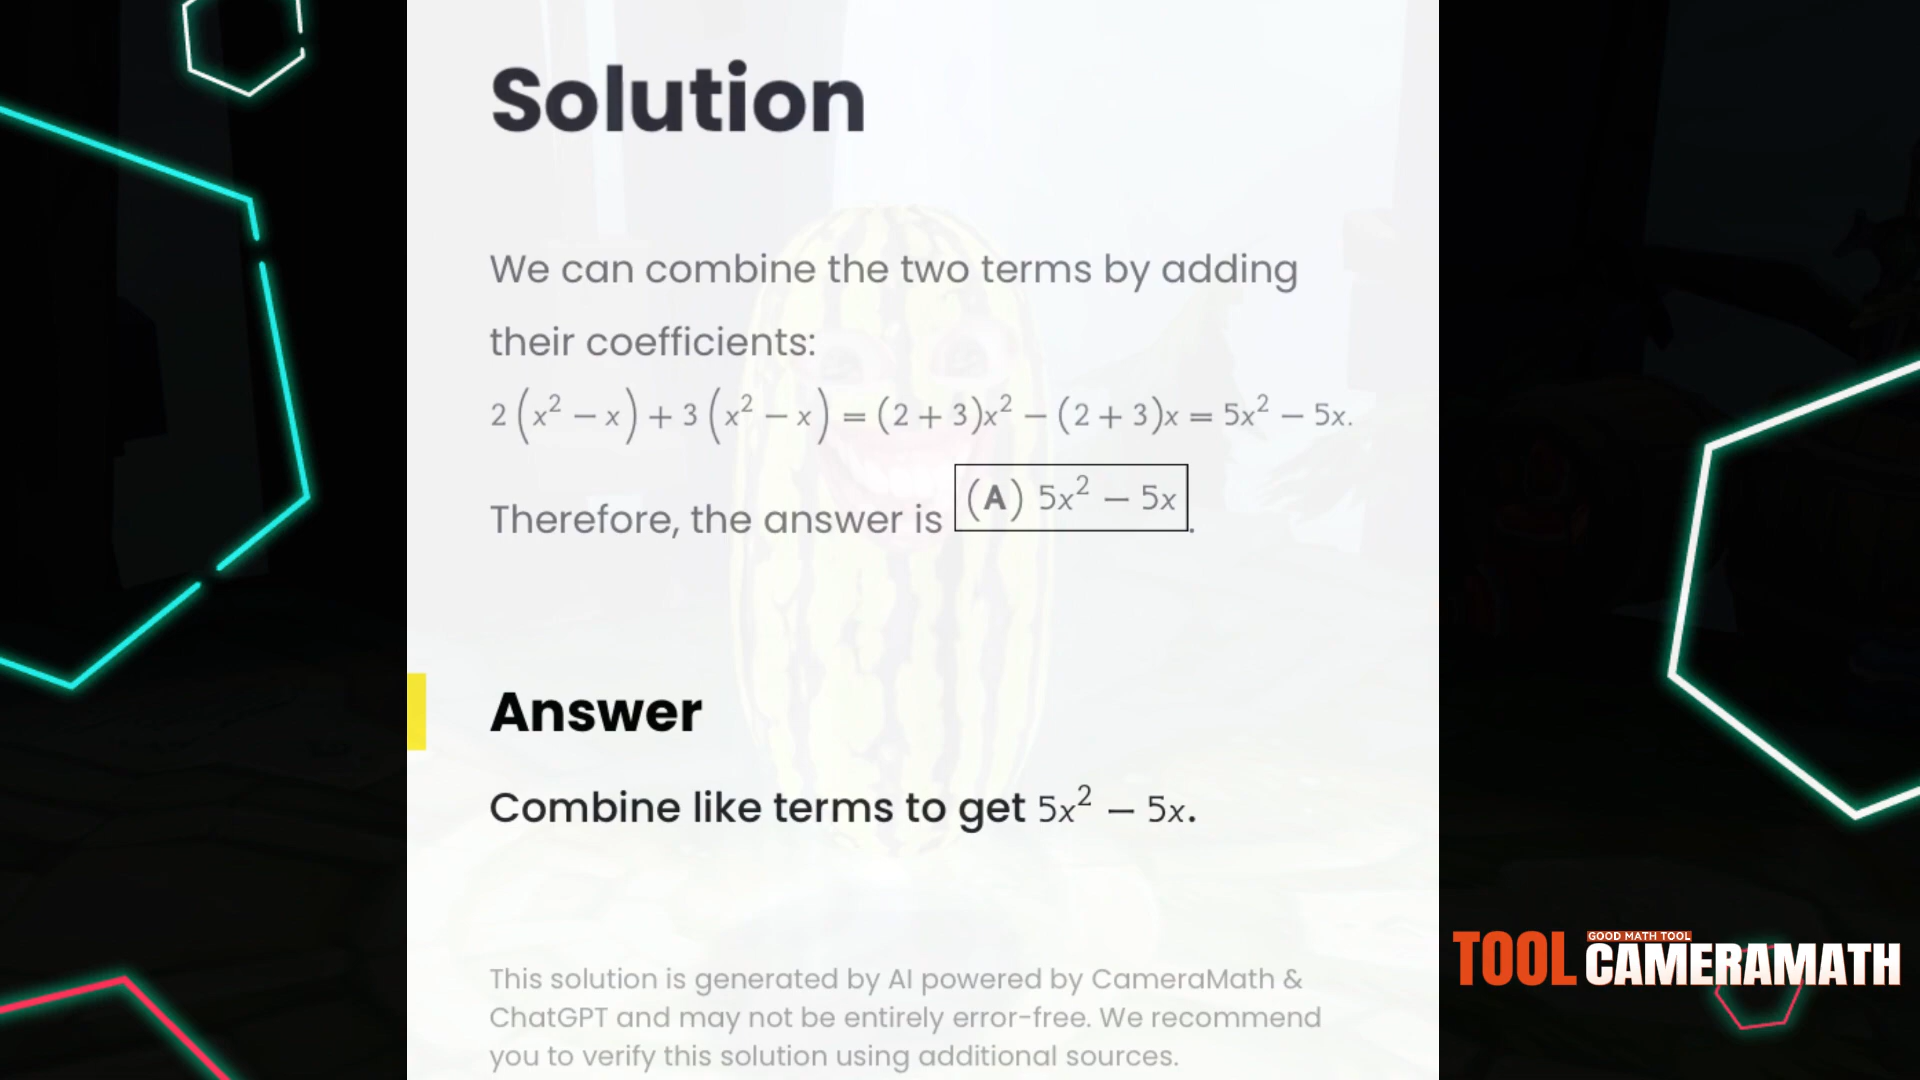 Solution
We can combine the two terms by adding
their coefficients:
2(x² − x) + 3(x² − x) = (2 + 3)x² − (2 + 3)x = 5x² − 5x.
Therefore, the answer is (A) 5x² − 5x.
Answer
Combine like terms to get 5x² − 5x.
This solution is generated by AI powered by CameraMath &
ChatGPT and may not be entirely error-free. We recommend
you to verify this solution using additional sources.
GOOD MATH TOOL
TOOL CAMERAMATH